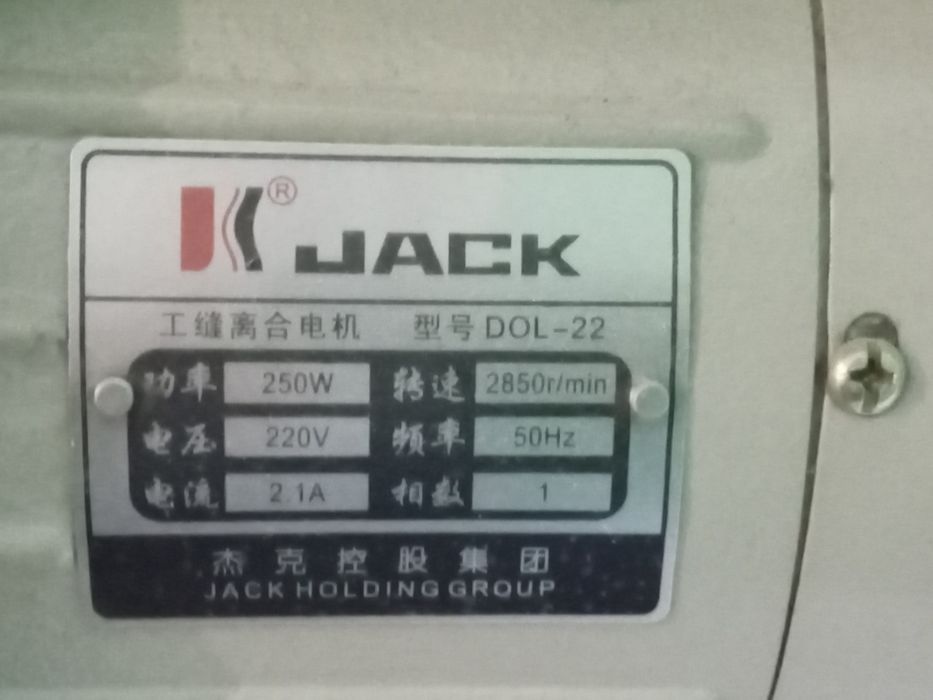 ® JACK
工缝离合电机 型号 DOL-22
功率 250W 转速 2850r/min
电压 220V 频率 50Hz
电流 2.1A 相数 1
杰克控股集团
JACK HOLDING GROUP